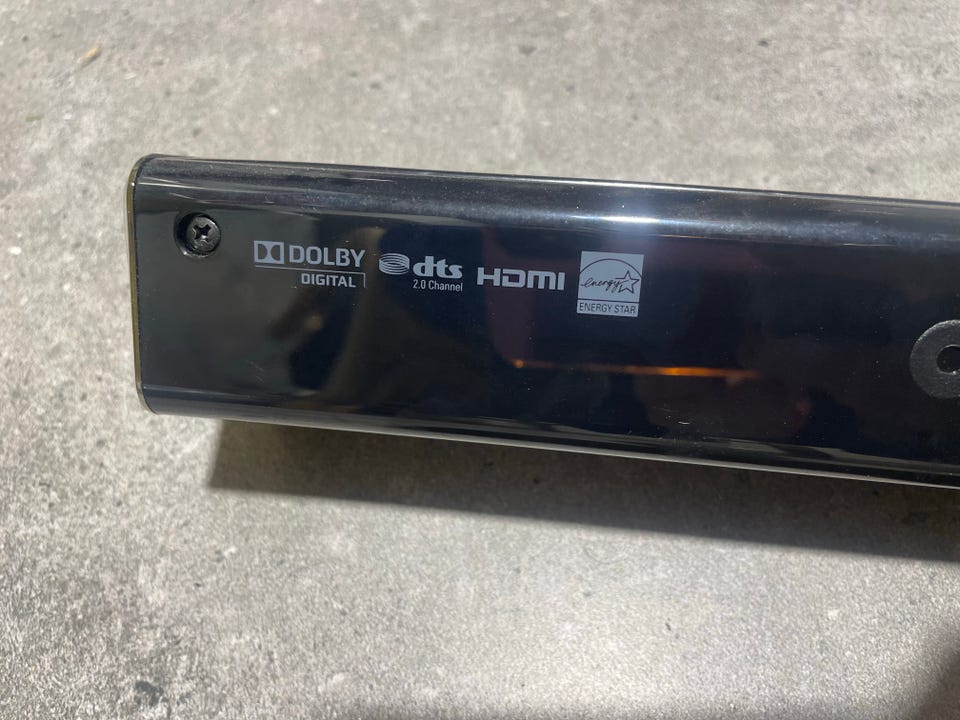 DOLBY
DIGITAL
dts
2.0 Channel
HDMI
energy
ENERGY STAR